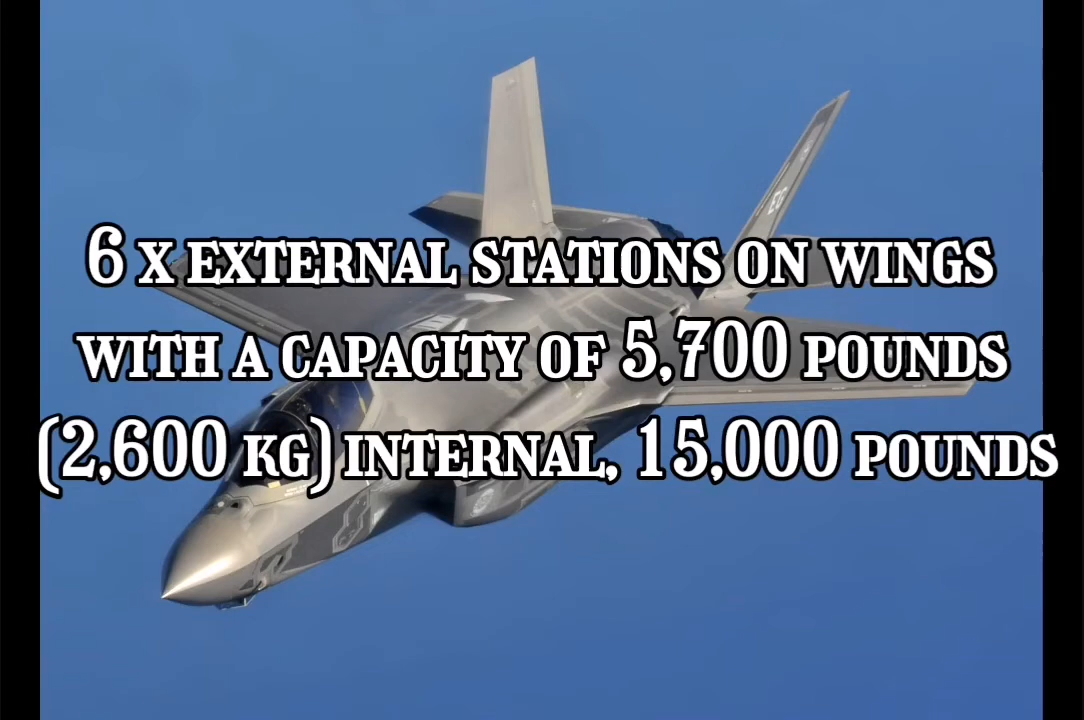 6 X EXTERNAL STATIONS ON WINGS
WITH A CAPACITY OF 5,700 POUNDS
(2,600 KG) INTERNAL, 15,000 POUNDS